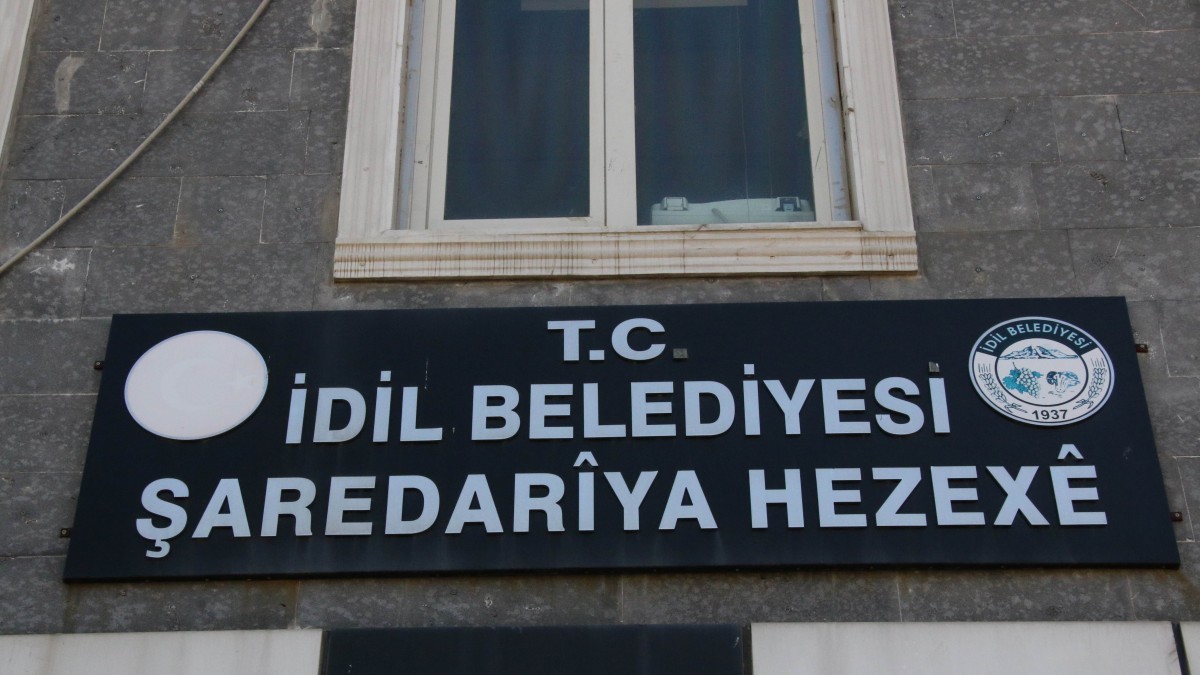 T.C
İDİL BELEDİYESİ
ŞAREDARÎYA HEZEXÊ
İDİL BELEDİYESİ
1937